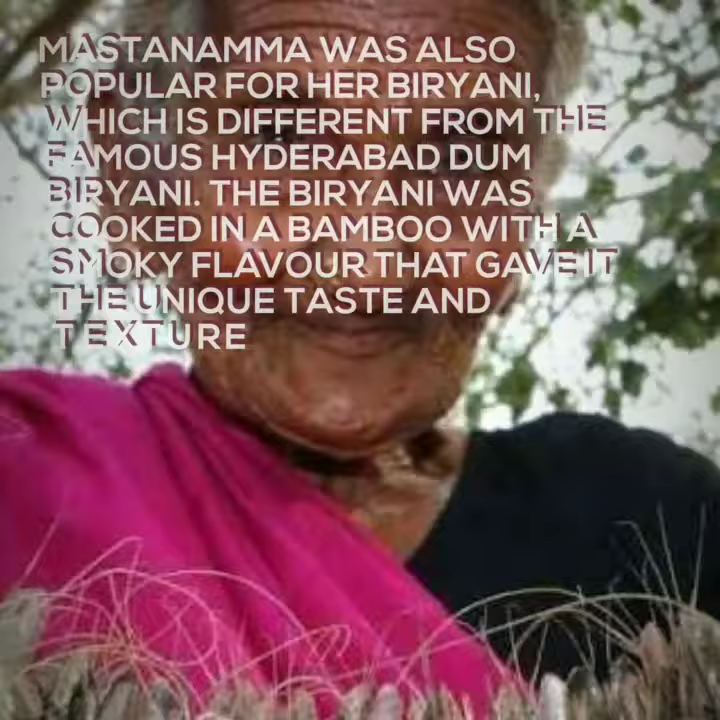 MASTANAMMA WAS ALSO
POPULAR FOR HER BIRYANI,
WHICH IS DIFFERENT FROM THE
FAMOUS HYDERABAD DUM
BIRYANI. THE BIRYANI WAS
COOKED IN A BAMBOO WITH A
SMOKY FLAVOUR THAT GAVE IT
THE UNIQUE TASTE AND
TEXTURE